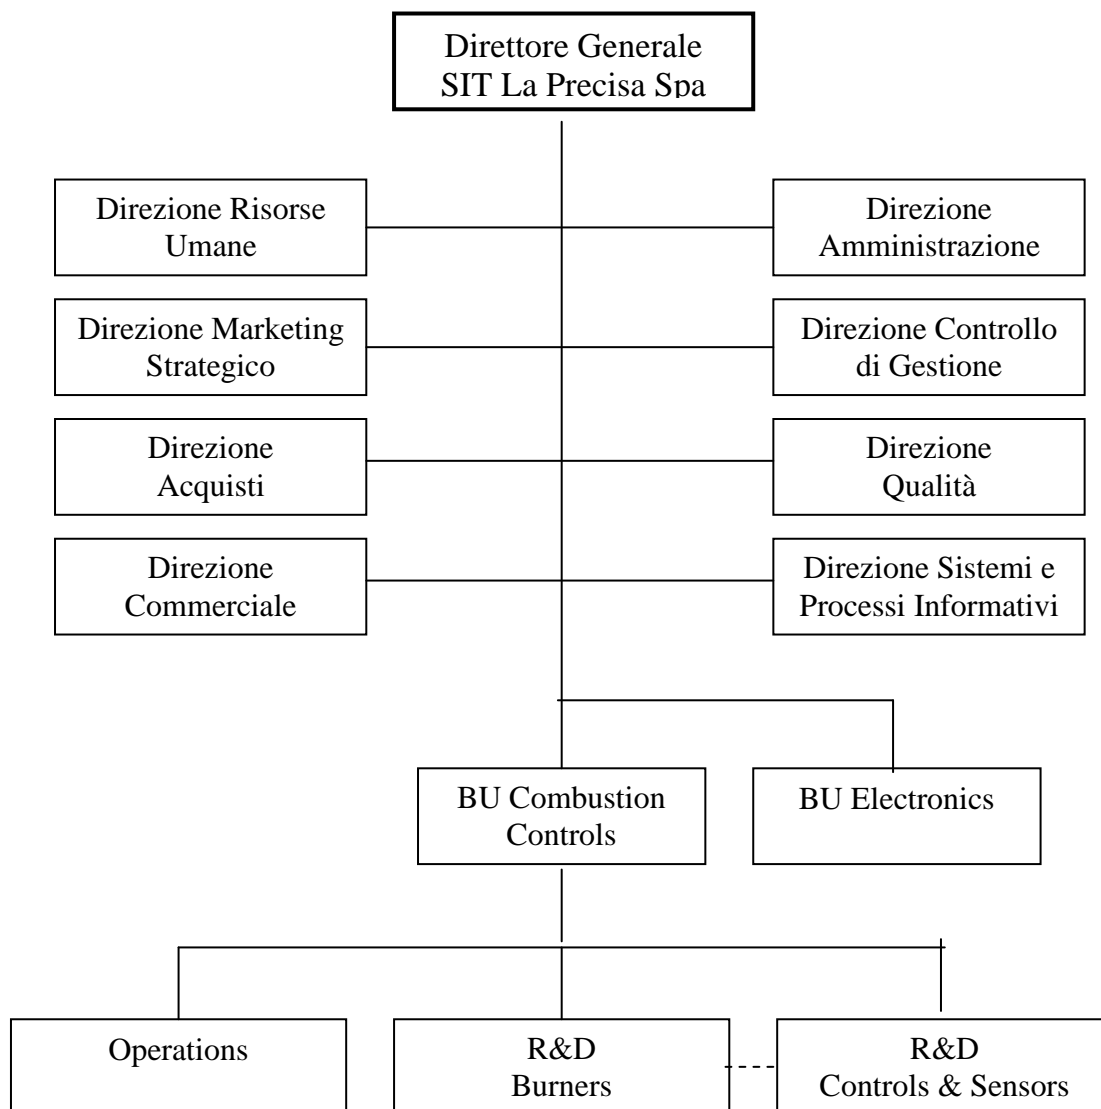 Direttore Generale
SIT La Precisa Spa
Direzione Risorse
Umane
Direzione
Amministrazione
Direzione Marketing
Strategico
Direzione Controllo
di Gestione
Direzione
Acquisti
Direzione
Qualità
Direzione
Commerciale
Direzione Sistemi e
Processi Informativi
BU Combustion
Controls
BU Electronics
Operations
R&D
Burners
R&D
Controls & Sensors